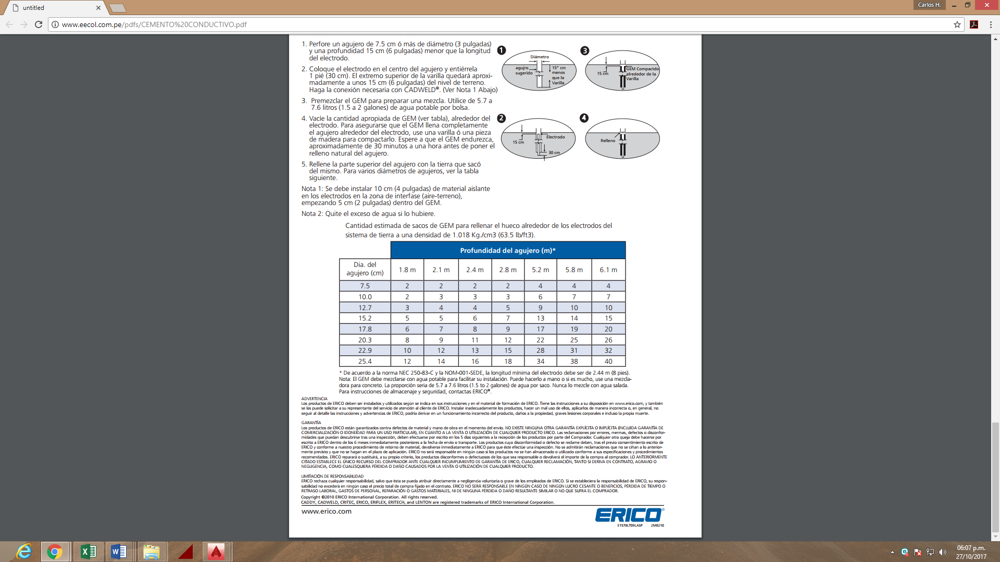 untitled
Carlos H.
www.eecol.com.pe/pdfs/CEMENTO%20CONDUCTIVO.pdf
1. Perfore un agujero de 7.5 cm ó más de diámetro (3 pulgadas)
y una profundidad 15 cm (6 pulgadas) menor que la longitud
del electrodo.
2. Coloque el electrodo en el centro del agujero y entiérrela
1 pié (30 cm). El extremo superior de la varilla quedará aproxi-
madamente a unos 15 cm (6 pulgadas) del nivel de terreno.
Haga la conexión necesaria con CADWELD®. (Ver Nota 1 Abajo)
3. Premezclar el GEM para preparar una mezcla. Utilice de 5.7 a
7.6 litros (1.5 a 2 galones) de agua potable por bolsa.
4. Vacíe la cantidad apropiada de GEM (ver tabla), alrededor del
electrodo. Para asegurarse que el GEM llena completamente
el agujero alrededor del electrodo, use una varilla ó una pieza
de madera para compactarlo. Espere a que el GEM endurezca,
aproximadamente de 30 minutos a una hora antes de poner el
relleno natural del agujero.
5. Rellene la parte superior del agujero con la tierra que sacó
del mismo. Para varios diámetros de agujeros, ver la tabla
siguiente.
Nota 1: Se debe instalar 10 cm (4 pulgadas) de material aislante
en los electrodos en la zona de interfase (aire-terreno),
empezando 5 cm (2 pulgadas) dentro del GEM.
Nota 2: Quite el exceso de agua si lo hubiere.
1
Diámetro
agujro
sugerido
15" cm
menos
que la
Varilla
3
15 cm
GEM Compactdo
alrededor de la
Varilla
2
15 cm
Electrodo
30 cm
4
Relleno
Cantidad estimada de sacos de GEM para rellenar el hueco alrededor de los electrodos del
sistema de tierra a una densidad de 1.018 Kg./cm3 (63.5 lb/ft3).
Profundidad del agujero (m)*
Dia. del
agujero (cm) 1.8 m 2.1 m 2.4 m 2.8 m 5.2 m 5.8 m 6.1 m
7.5 2 2 2 2 4 4 4
10.0 2 3 3 3 6 7 7
12.7 3 4 4 5 9 10 10
15.2 5 5 6 7 13 14 15
17.8 6 7 8 9 17 19 20
20.3 8 9 11 12 22 25 26
22.9 10 12 13 15 28 31 32
25.4 12 14 16 18 34 38 40
* De acuerdo a la norma NEC 250-83-C y la NOM-001-SEDE, la longitud mínima del electrodo debe ser de 2.44 m (8 pies).
Nota: El GEM debe mezclarse con agua potable para facilitar su instalación. Puede hacerlo a mano o si es mucho, use una mezcla-
dora para concreto. La proporción seria de 5.7 a 7.6 litros (1.5 to 2 galones) de agua por saco. Nunca lo mezcle con agua salada.
Para instrucciones de almacenaje y seguridad, contactas ERICO®.
ADVERTENCIA
Los productos de ERICO deben ser instalados y utilizados según se indica en sus instrucciones y en el material de formación de ERICO. Tiene las instrucciones a su disposición en www.erico.com, y también
se las puede solicitar a su representante del servicio de atención al cliente de ERICO. Instalar inadecuadamente los productos, hacer un mal uso de ellos, aplicarlos de manera incorrecta o, en general, no
seguir al detalle las instrucciones y advertencias de ERICO, podría derivar en un funcionamiento incorrecto del producto, daños a la propiedad, graves lesiones corporales e incluso la propia muerte.
GARANTÍA
Los productos de ERICO están garantizados contra defectos de material y mano de obra en el momento del envío. NO EXISTE NINGUNA OTRA GARANTÍA EXPLÍCITA O IMPLÍCITA (INCLUIDA GARANTÍA DE
COMERCIALIZACIÓN O IDONEIDAD PARA UN USO PARTICULAR), EN CUANTO A LA VENTA O UTILIZACIÓN DE CUALQUIER PRODUCTO ERICO. Las reclamaciones por errores, mermas, defectos o disconfor-
midades que puedan descubrirse tras una inspección, deben efectuarse por escrito en los 5 días siguientes a la recepción de los productos por parte del Comprador. Cualquier otra queja debe hacerse por
escrito a ERICO dentro de los 6 meses inmediatamente posteriores a la fecha de envío o transporte. Los productos cuya disconformidad o defecto se reclame deben, tras el previo consentimiento escrito de
ERICO y conforme a nuestro procedimiento de retorno de material, devolverse inmediatamente a ERICO para que éste efectúe una inspección. No se admitirán reclamaciones que no se ciñan a lo anterior-
mente previsto y que no se hagan en el plazo de aplicación. ERICO no será responsable en ningún caso si los productos no se han almacenado o utilizado conforme a sus especificaciones y procedimientos
recomendados. ERICO reparará o sustituirá, a su propio criterio, los productos disconformes o defectuosos de los que sea responsable o devolverá el importe de la compra al comprador. LO ANTERIORMENTE
CITADO ESTABLECE EL ÚNICO RECURSO DEL COMPRADOR ANTE CUALQUIER INCUMPLIMIENTO DE GARANTÍA DE ERICO, CUALQUIER RECLAMACIÓN, TANTO SI DERIVA EN CONTRATO, AGRAVIO O
NEGLIGENCIA, COMO CUALESQUIERA PÉRDIDA O DAÑO CAUSADOS POR LA VENTA O UTILIZACIÓN DE CUALQUIER PRODUCTO.
LIMITACIÓN DE RESPONSABILIDAD
ERICO rechaza cualquier responsabilidad, salvo que ésta se pueda atribuir directamente a negligencia voluntaria o grave de los empleados de ERICO. Si se estableciera la responsabilidad de ERICO, su respon-
sabilidad no excederá en ningún caso el precio total de compra fijado en el contrato. ERICO NO SERÁ RESPONSABLE EN NINGÚN CASO DE NINGÚN LUCRO CESANTE O BENEFICIOS, PÉRDIDA DE TIEMPO O
RETRASO LABORAL, GASTOS DE PERSONAL, REPARACIÓN O GASTOS MATERIALES, NI DE NINGUNA PÉRDIDA O DAÑO RESULTANTE SIMILAR O NO QUE SUFRA EL COMPRADOR.
Copyright ©2010 ERICO International Corporation. All rights reserved.
CADDY, CADWELD, CRITEC, ERICO, ERIFLEX, ERITECH, and LENTON are registered trademarks of ERICO International Corporation.
www.erico.com
ERICO®
E1578LT09LASP 2M0210
06:07 p.m.
27/10/2017